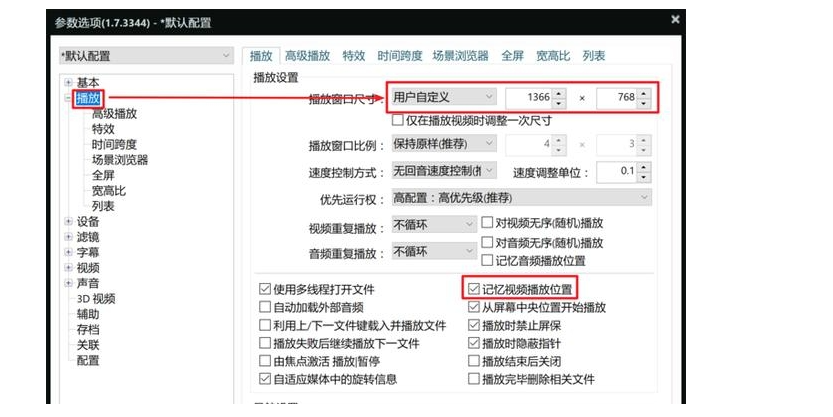 参数选项(1.7.3344) - *默认配置
*默认配置
播放 高级播放 特效 时间跨度 场景浏览器 全屏 宽高比 列表
基本
播放
高级播放
特效
时间跨度
场景浏览器
全屏
宽高比
列表
设备
滤镜
字幕
视频
声音
3D 视频
辅助
存档
关联
配置
播放设置
播放窗口尺寸： 用户自定义 1366 × 768
仅在播放视频时调整一次尺寸
播放窗口比例： 保持原样(推荐) 4 × 3
速度控制方式： 无回音速度控制(推 速度调整单位： 0.1
优先运行权： 高配置：高优先级(推荐)
视频重复播放： 不循环 对视频无序(随机)播放
音频重复播放： 不循环 对音频无序(随机)播放
记忆音频播放位置
使用多线程打开文件 记忆视频播放位置
自动加载外部音频 从屏幕中央位置开始播放
利用上/下一文件键载入并播放文件 播放时禁止屏保
播放失败后继续播放下一文件 播放时隐蔽指针
由焦点激活 播放|暂停 播放结束后关闭
自适应媒体中的旋转信息 播放完毕删除相关文件